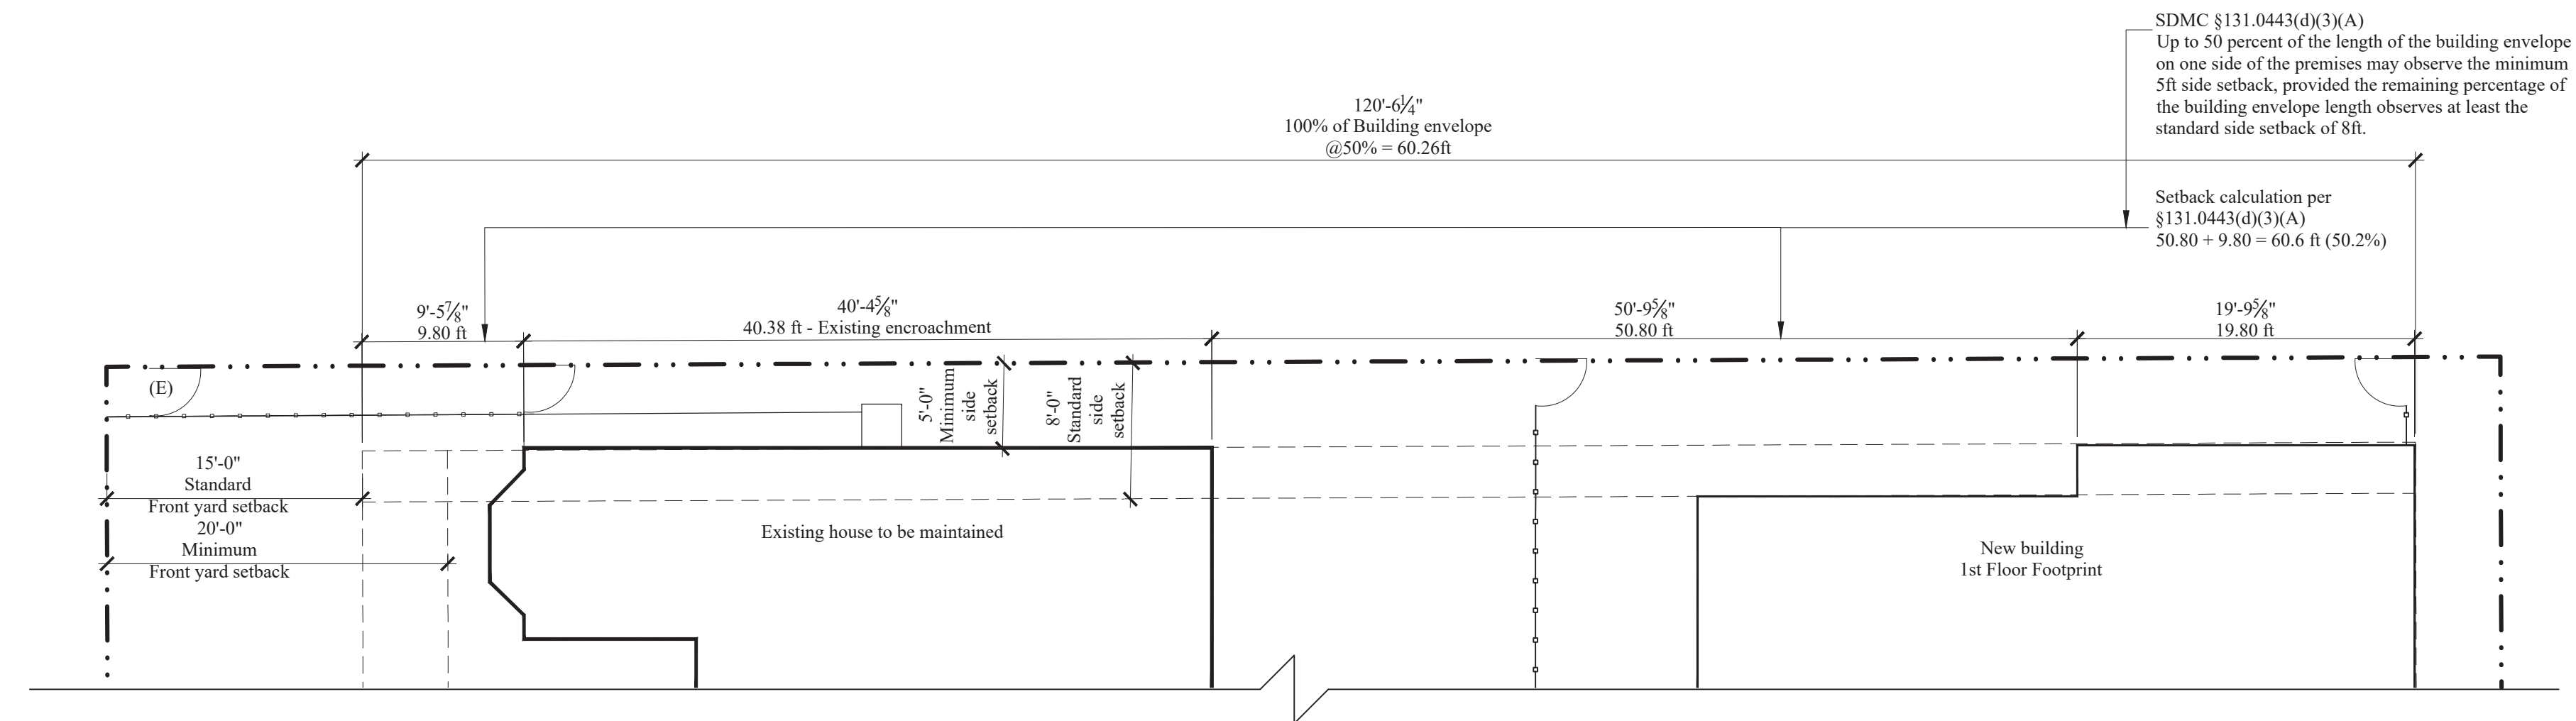 SDMC §131.0443(d)(3)(A)
Up to 50 percent of the length of the building envelope
on one side of the premises may observe the minimum
5ft side setback, provided the remaining percentage of
the building envelope length observes at least the
standard side setback of 8ft.
120'-6¼"
100% of Building envelope
@50% = 60.26ft
Setback calculation per
§131.0443(d)(3)(A)
50.80 + 9.80 = 60.6 ft (50.2%)
9'-5⅞"
9.80 ft
40'-4⅝"
40.38 ft - Existing encroachment
50'-9⅝"
50.80 ft
19'-9⅝"
19.80 ft
(E)
5'-0"
Minimum
side
setback
8'-0"
Standard
side
setback
15'-0"
Standard
Front yard setback
20'-0"
Minimum
Front yard setback
Existing house to be maintained
New building
1st Floor Footprint